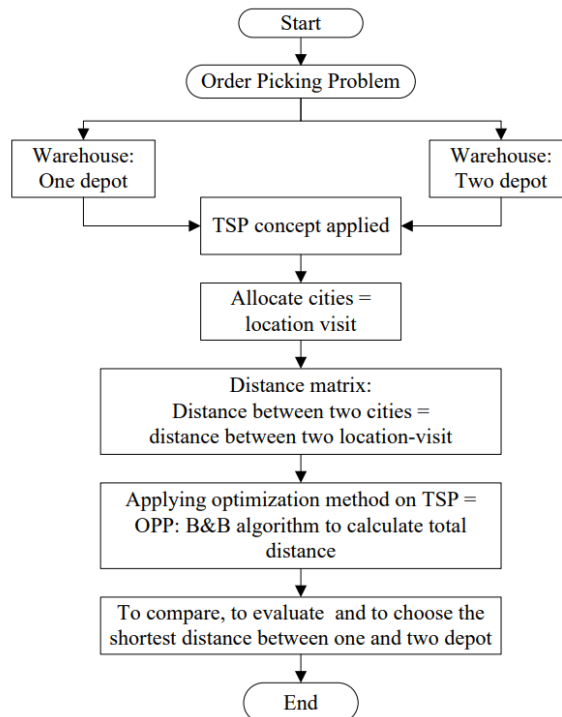 Start
Order Picking Problem
Warehouse:
One depot
Warehouse:
Two depot
TSP concept applied
Allocate cities =
location visit
Distance matrix:
Distance between two cities =
distance between two location-visit
Applying optimization method on TSP =
OPP: B&B algorithm to calculate total
distance
To compare, to evaluate and to choose the
shortest distance between one and two depot
End